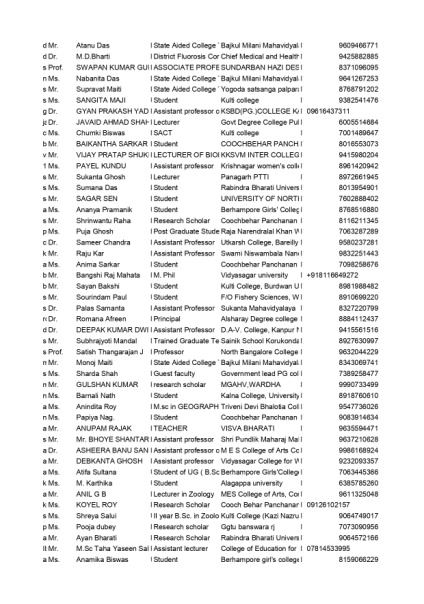 d Mr. Atanu Das I State Aided College T Bajkul Milani Mahavidyal I 9609466771
d Dr. M.D.Bharti I District Fluorosis Cor Chief Medical and Health I 9425882885
s Prof. SWAPAN KUMAR GUI I ASSOCIATE PROFE SUNDARBAN HAZI DES I 8371096095
n Ms. Nabanita Das I State Aided College T Bajkul Milani Mahavidyal I 9641267253
s Mr. Supravat Maiti I State Aided College T Yogoda satsanga palpar I 8768791202
s Ms. SANGITA MAJI I Student Kulti college I 9382541476
g Dr. GYAN PRAKASH YAD I Assistant professor o KSBD(PG.)COLLEGE K I 09616437311
ja Dr. JAVAID AHMAD SHAH I Lecturer Govt Degree College Pul I 6005514684
c Ms. Chumki Biswas I SACT Kulti college I 7001489647
b Mr. BAIKANTHA SARKAR I Student COOCHBEHAR PANCH I 8016553073
v Mr. VIJAY PRATAP SHUK I LECTURER OF BIOl KKSVM INTER COLLEG I 9415980204
1 Ms. PAYEL KUNDU I Assistant professor Krishnagar women's coll I 8961420942
s Mr. Sukanta Ghosh I Lecturer Panagarh PTTI I 8972661945
s Ms. Sumana Das I Student Rabindra Bharati Univers I 8013954901
s Mr. SAGAR SEN I Student UNIVERSITY OF NORTI I 7602888402
a Ms. Ananya Pramanik I Student Berhampore Girls' Colleg I 8768516880
s Mr. Shrinwantu Raha I Research Scholar Coochbehar Panchanan I 8116211345
p Ms. Puja Ghosh I Post Graduate Stude Raja Narendralal Khan W I 7063287289
c Dr. Sameer Chandra I Assistant Professor Utkarsh College, Bareilly I 9580237281
k Mr. Raju Kar I Assistant Professor Swami Niswambala Nan I 9832251443
a Ms. Anima Sarkar I Student Coochbehar Panchanan I 7098258676
b Mr. Bangshi Raj Mahata I M. Phil Vidyasagar university I +918116649272
b Mr. Sayan Bakshi I Student Kulti College, Burdwan U I 8981988482
s Mr. Sourindam Paul I Student F/O Fishery Sciences, W I 8910698220
s Dr. Palas Samanta I Assistant Professor Sukanta Mahavidyalaya I 8327220799
n Dr. Romana Afreen I Principal Alsharay Degree college I 8884112437
d Dr. DEEPAK KUMAR DWI I Assistant Professor D.A-V. College, Kanpur N I 9415561516
s Mr. Subhrajyoti Mandal I Trained Graduate Te Sainik School Korukonda I 8927630997
s Prof. Satish Thangarajan J I Professor North Bangalore College I 9632044229
n Mr. Monoj Maiti I State Aided College T Bajkul Milani Mahavidyal I 8343069741
s Ms. Sharda Shah I Guest faculty Government lead PG col I 7389258477
n Mr. GULSHAN KUMAR I research scholar MGAHV,WARDHA I 9990733499
n Ms. Barnali Nath I Student Kalna College, University I 8918760610
a Ms. Anindita Roy I M.sc in GEOGRAPH Triveni Devi Bhalotia Coll I 9547736026
n Ms. Papiya Nag. I Student Coochbehar Panchanan I 9083914634
a Mr. ANUPAM RAJAK I TEACHER VISVA BHARATI I 9635594471
s Mr. Mr. BHOYE SHANTAR I Assistant professor Shri Pundlik Maharaj Mal I 9637210628
a Dr. ASHEERA BANU SAN I Assistant professor o M E S College of Arts Co I 9986168924
a Mr. DEBKANTA GHOSH I Assistant professor Vidyasagar College for W I 9232093357
a Ms. Atifa Sultana I Student of UG ( B.Sc Berhampore Girls'Colleg I 7063445366
k Ms. M. Karthika I Student Alagappa university I 6385785260
a Mr. ANIL G B I Lecturer in Zoology MES College of Arts, Cor I 9611325048
k Ms. KOYEL ROY I Research Scholar Cooch Behar Panchanan I 09126102157
s Ms. Shreya Salui I II year B.Sc. in Zoolo Kulti College (Kazi Nazru I 9064749017
p Ms. Pooja dubey I Research scholar Ggtu banswara rj I 7073090956
a Mr. Ayan Bharati I Research scholar Rabindra Bharati Univers I 9064572166
tt Mr. M.Sc Taha Yaseen Sal I Assistant lecturer College of Education for I 07814533995
a Ms. Anamika Biswas I Student Berhampore girl's college I 8159066229